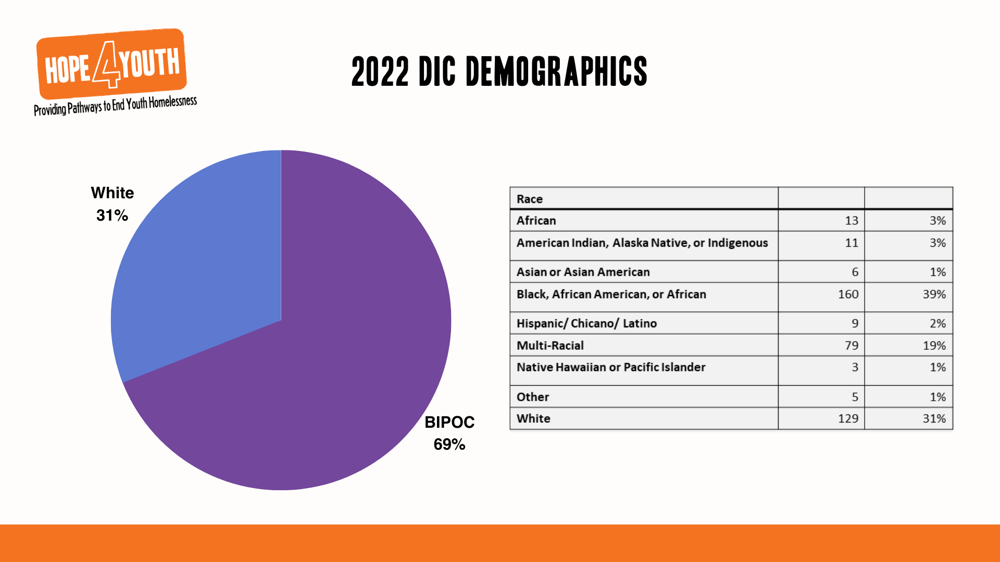 HOPE 4 YOUTH
Providing Pathways to End Youth Homelessness
2022 DIC DEMOGRAPHICS
White
31%
BIPOC
69%
Race
African 13 3%
American Indian, Alaska Native, or Indigenous 11 3%
Asian or Asian American 6 1%
Black, African American, or African 160 39%
Hispanic/ Chicano/ Latino 9 2%
Multi-Racial 79 19%
Native Hawaiian or Pacific Islander 3 1%
Other 5 1%
White 129 31%